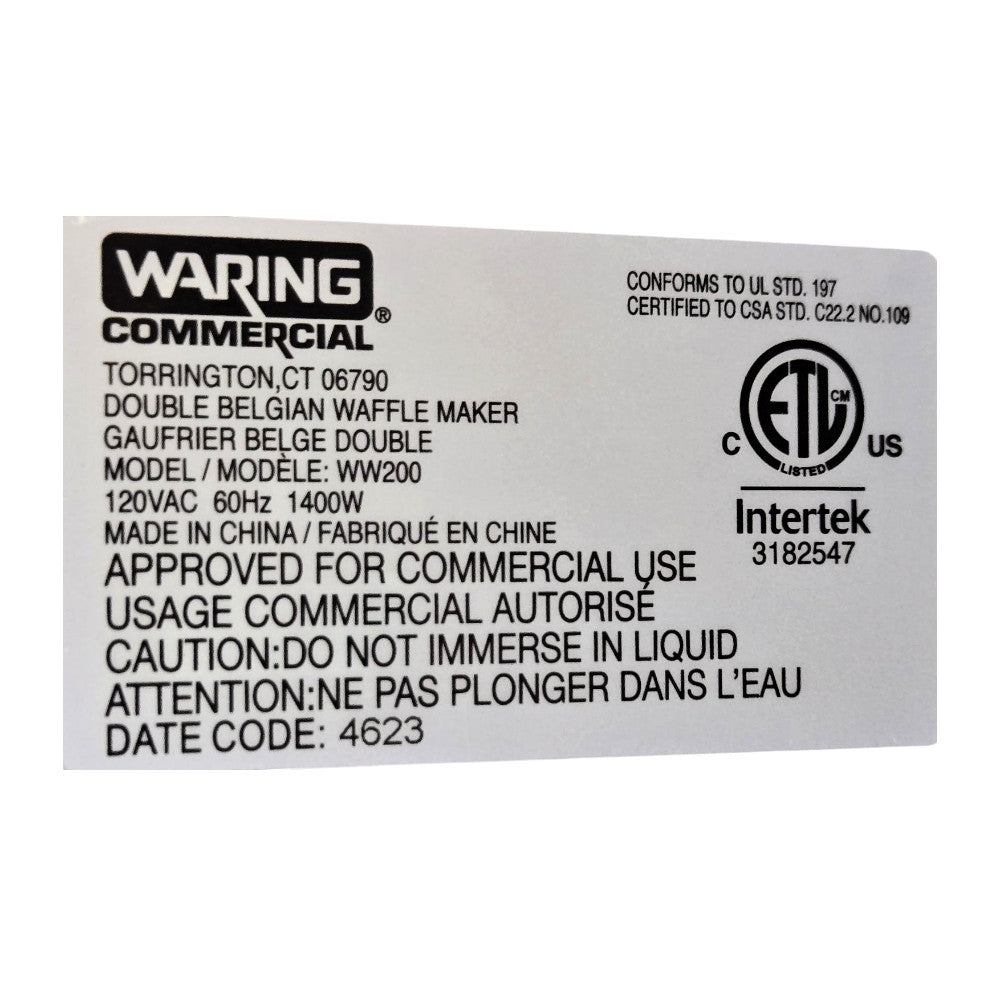 WARING
COMMERCIAL®
TORRINGTON,CT 06790
DOUBLE BELGIAN WAFFLE MAKER
GAUFRIER BELGE DOUBLE
MODEL / MODÈLE: WW200
120VAC 60Hz 1400W
MADE IN CHINA / FABRIQUÉ EN CHINE
APPROVED FOR COMMERCIAL USE
USAGE COMMERCIAL AUTORISÉ
CAUTION:DO NOT IMMERSE IN LIQUID
ATTENTION:NE PAS PLONGER DANS L'EAU
DATE CODE: 4623
CONFORMS TO UL STD. 197
CERTIFIED TO CSA STD. C22.2 NO.109
C ETL CM US
LISTED
Intertek
3182547